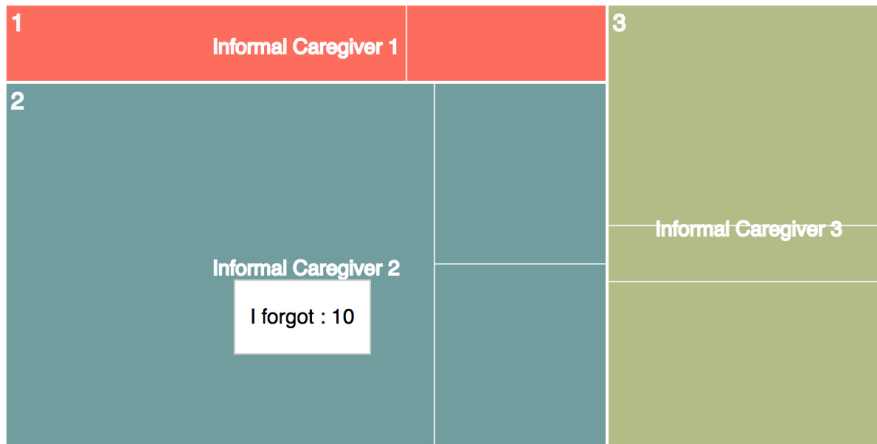 1
Informal Caregiver 1
2
Informal Caregiver 2
I forgot : 10
3
Informal Caregiver 3